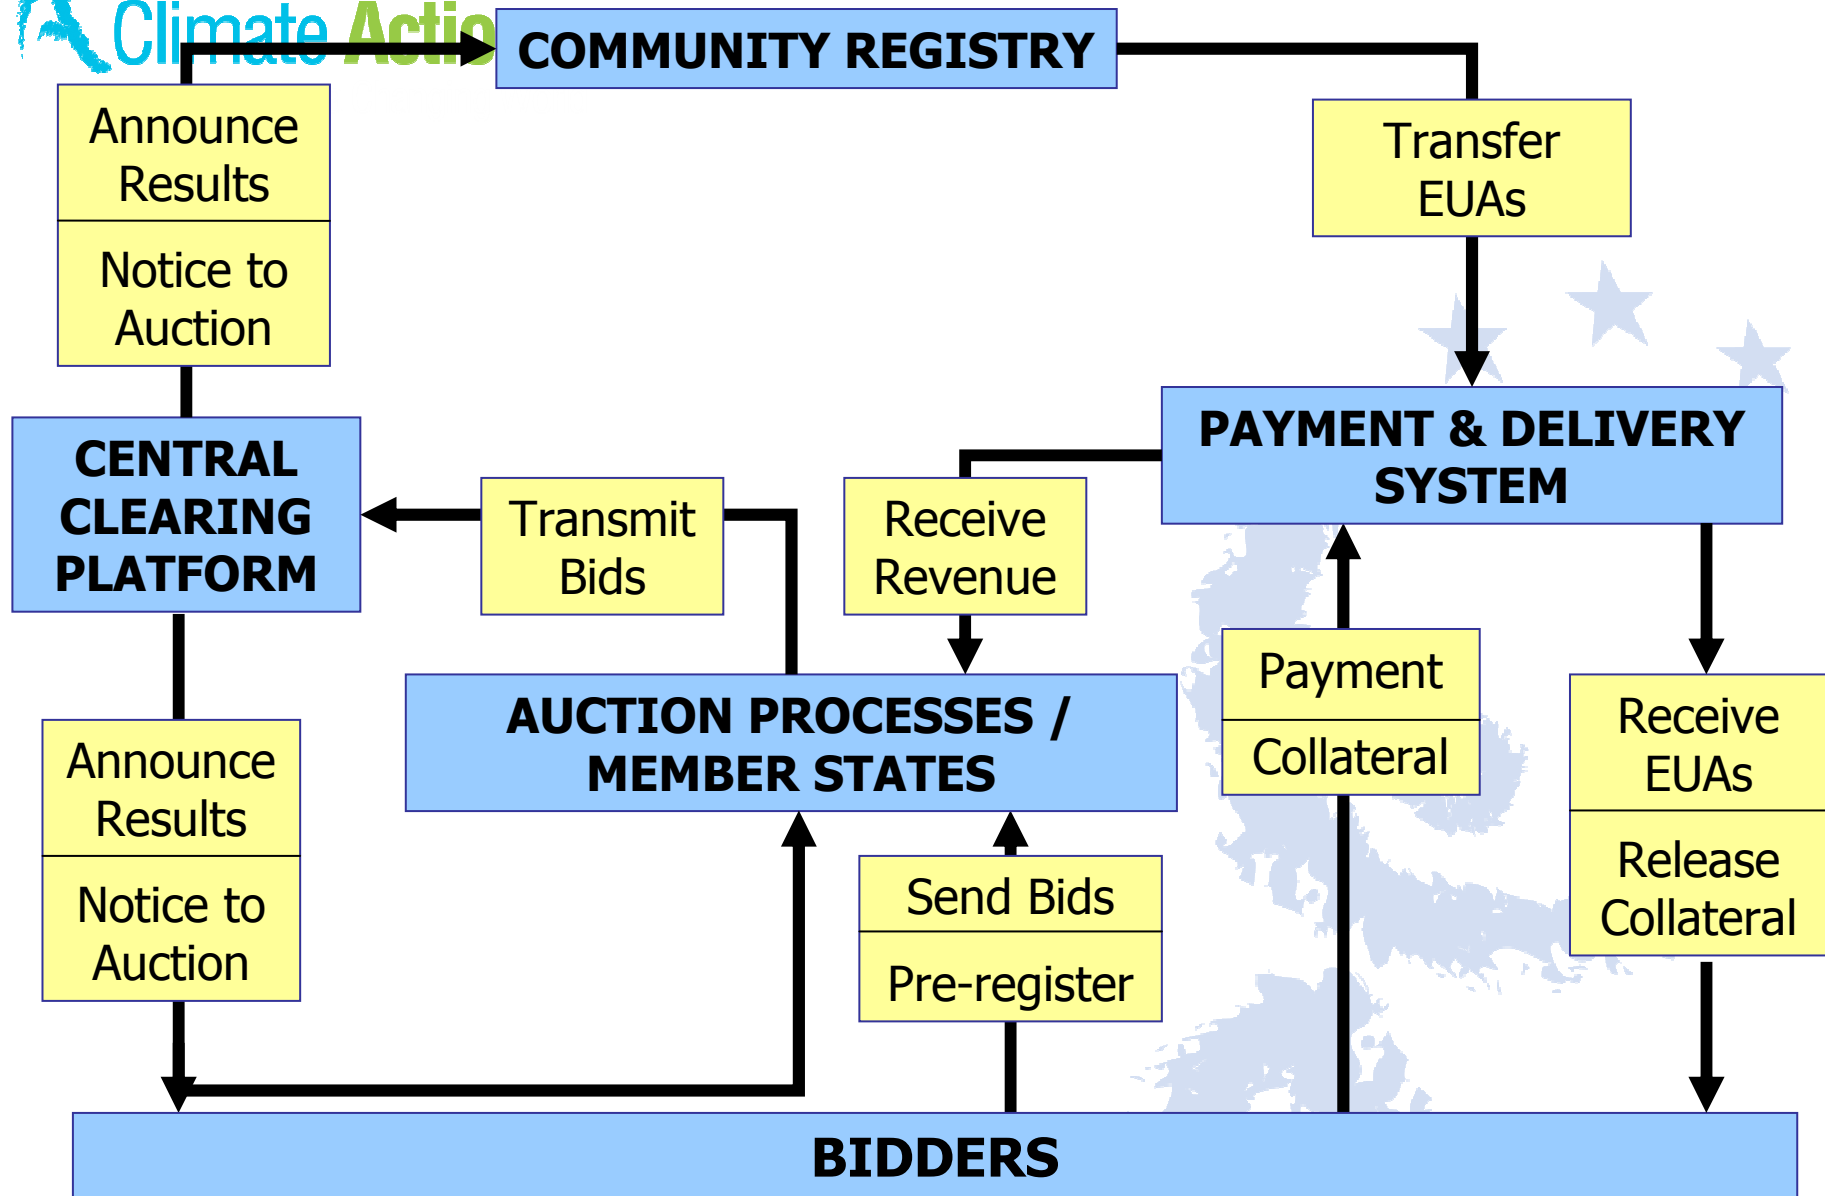 Climate Actio
COMMUNITY REGISTRY
Announce
Results
Notice to
Auction
Transfer
EUAs
CENTRAL
CLEARING
PLATFORM
Transmit
Bids
Receive
Revenue
PAYMENT & DELIVERY
SYSTEM
AUCTION PROCESSES /
MEMBER STATES
Payment
Collateral
Receive
EUAs
Release
Collateral
Announce
Results
Notice to
Auction
Send Bids
Pre-register
BIDDERS